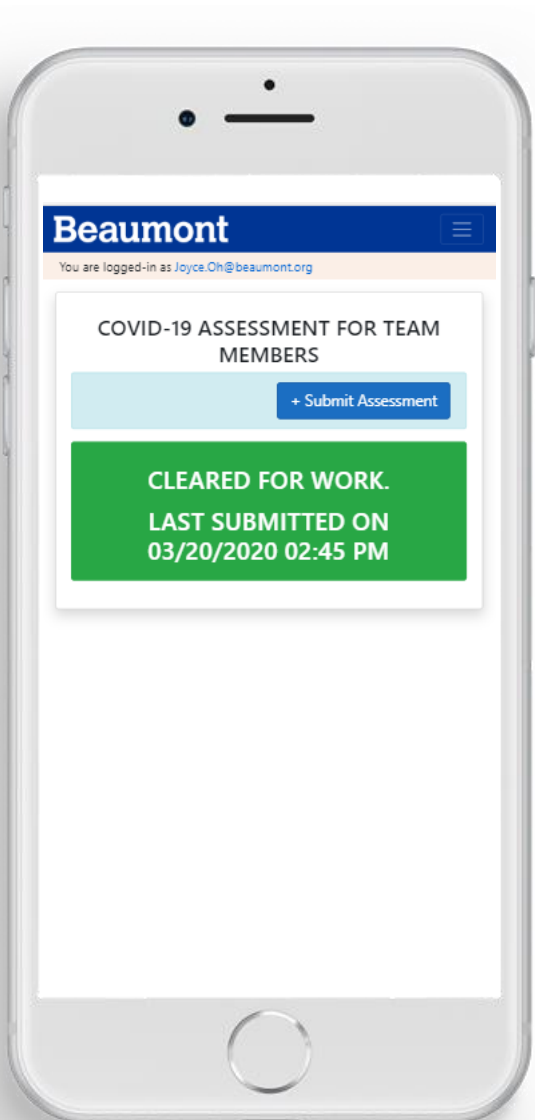 Beaumont
You are logged-in as Joyce.Oh@beaumont.org
COVID-19 ASSESSMENT FOR TEAM
MEMBERS
+ Submit Assessment
CLEARED FOR WORK.
LAST SUBMITTED ON
03/20/2020 02:45 PM